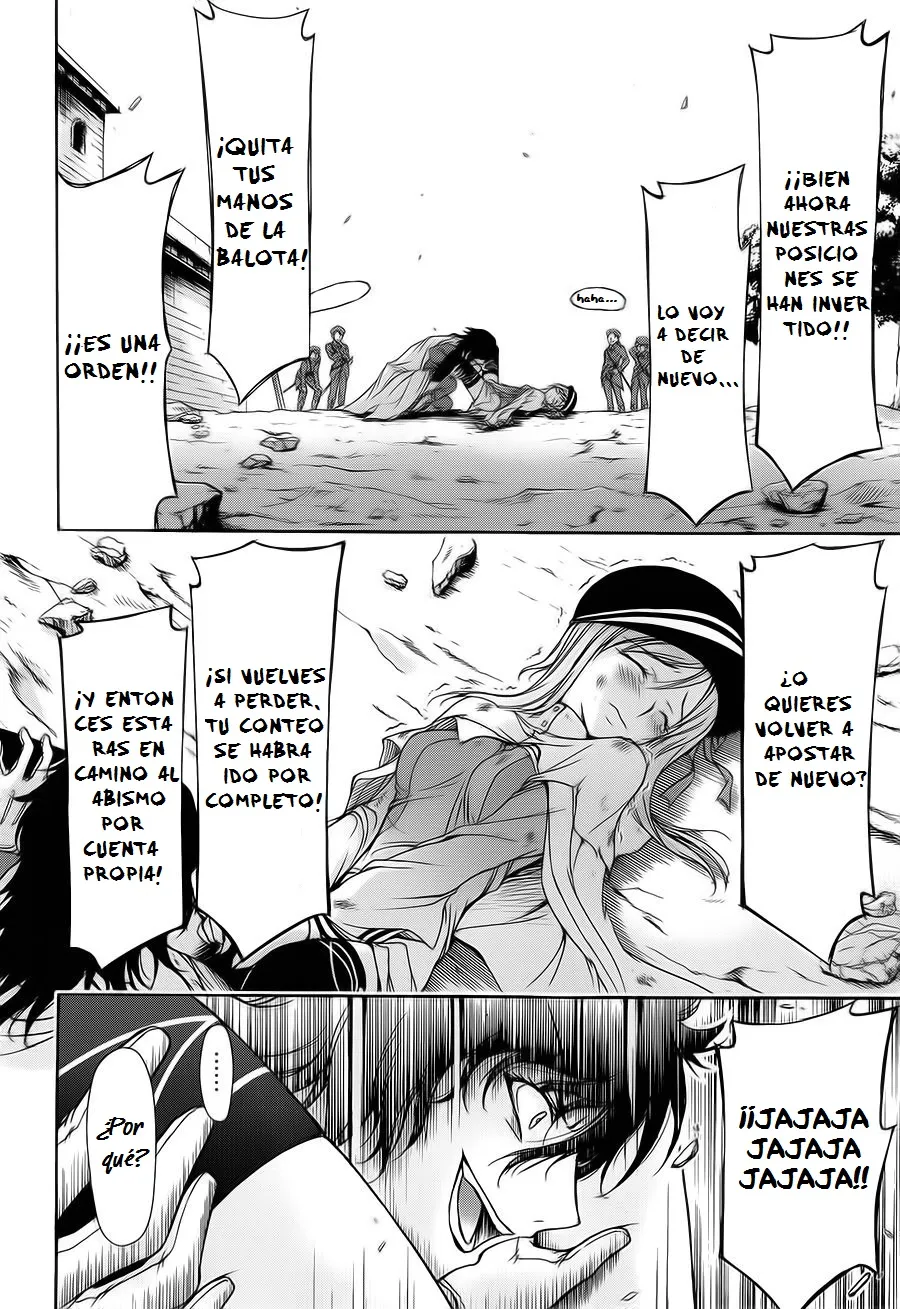 ¡¡BIEN
AHORA
NUESTRAS
POSICIO
NES SE
HAN INVER
TIDO!!
LO VOY
A DECIR
DE
NUEVO...
haha...
¡QUITA
TUS
MANOS
DE LA
BALOTA!
¡¡ES UNA
ORDEN!!
¿O
QUIERES
VOLVER A
APOSTAR
DE NUEVO?
¡SI VUELVES
A PERDER,
TU CONTEO
SE HABRA
IDO POR
COMPLETO!
¡Y ENTON
CES ESTA
RAS EN
CAMINO AL
ABISMO
POR
CUENTA
PROPIA!
¡¡JAJAJA
JAJAJA
JAJAJA!!
......
¿Por
qué?